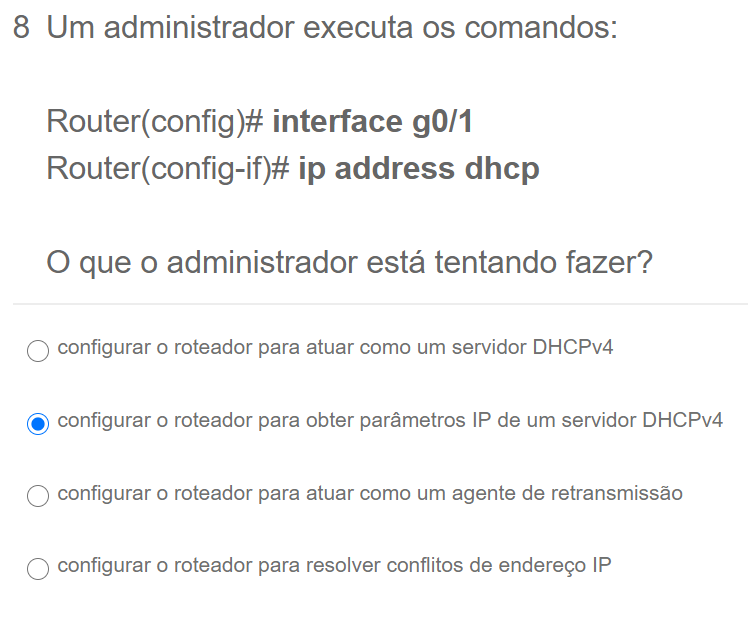 8 Um administrador executa os comandos:
Router(config)# interface g0/1
Router(config-if)# ip address dhcp
O que o administrador está tentando fazer?
configurar o roteador para atuar como um servidor DHCPv4
configurar o roteador para obter parâmetros IP de um servidor DHCPv4
configurar o roteador para atuar como um agente de retransmissão
configurar o roteador para resolver conflitos de endereço IP